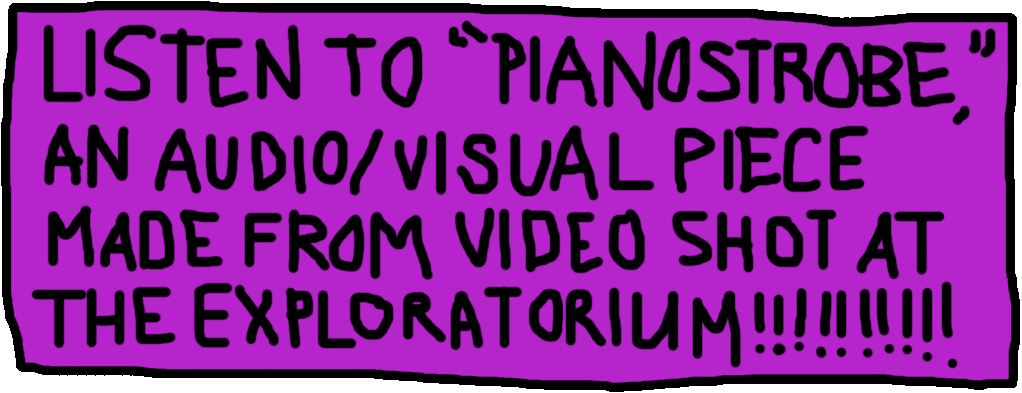 LISTEN TO "PIANOSTROBE,"
AN AUDIO/VISUAL PIECE
MADE FROM VIDEO SHOT AT
THE EXPLORATORIUM!!!!!!!!!!